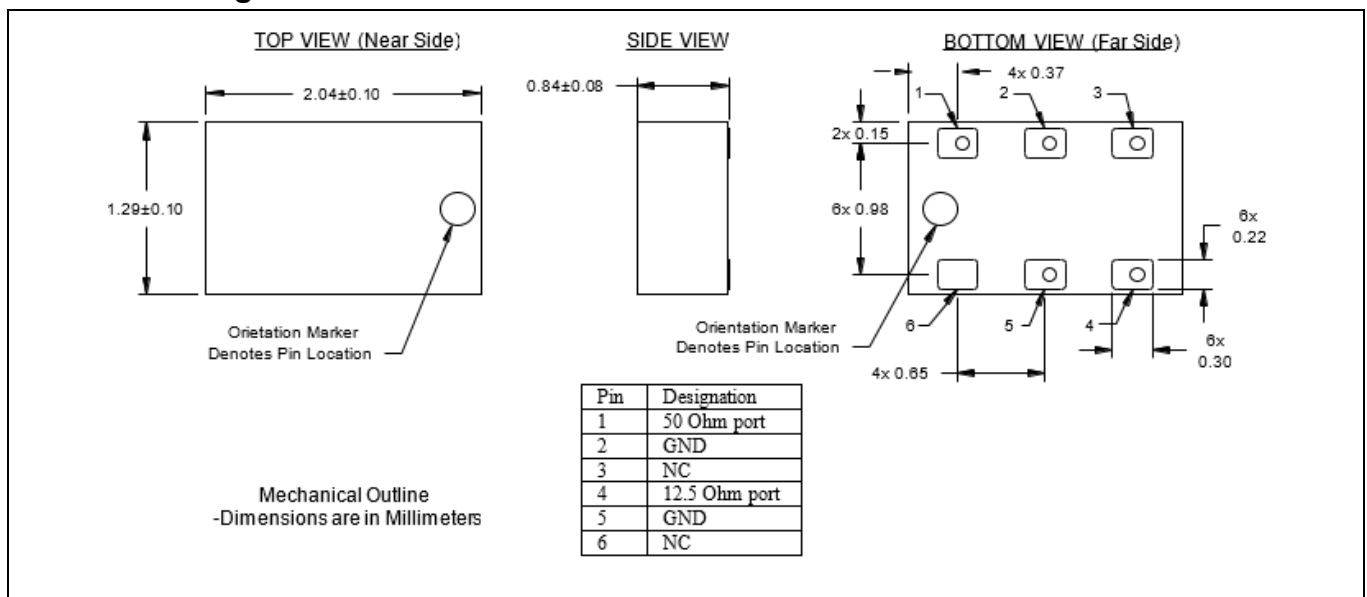 TOP VIEW (Near Side)
SIDE VIEW
BOTTOM VIEW (Far Side)
2.04±0.10
0.84±0.08
4x 0.37
1
2
3
2x 0.15
1.29±0.10
6x 0.98
6x
0.22
Orietation Marker
Denotes Pin Location
Orientation Marker
Denotes Pin Location
6
5
4
6x
0.30
4x 0.65
Pin Designation
1 50 Ohm port
2 GND
3 NC
4 12.5 Ohm port
5 GND
6 NC
Mechanical Outline
-Dimensions are in Millimeters